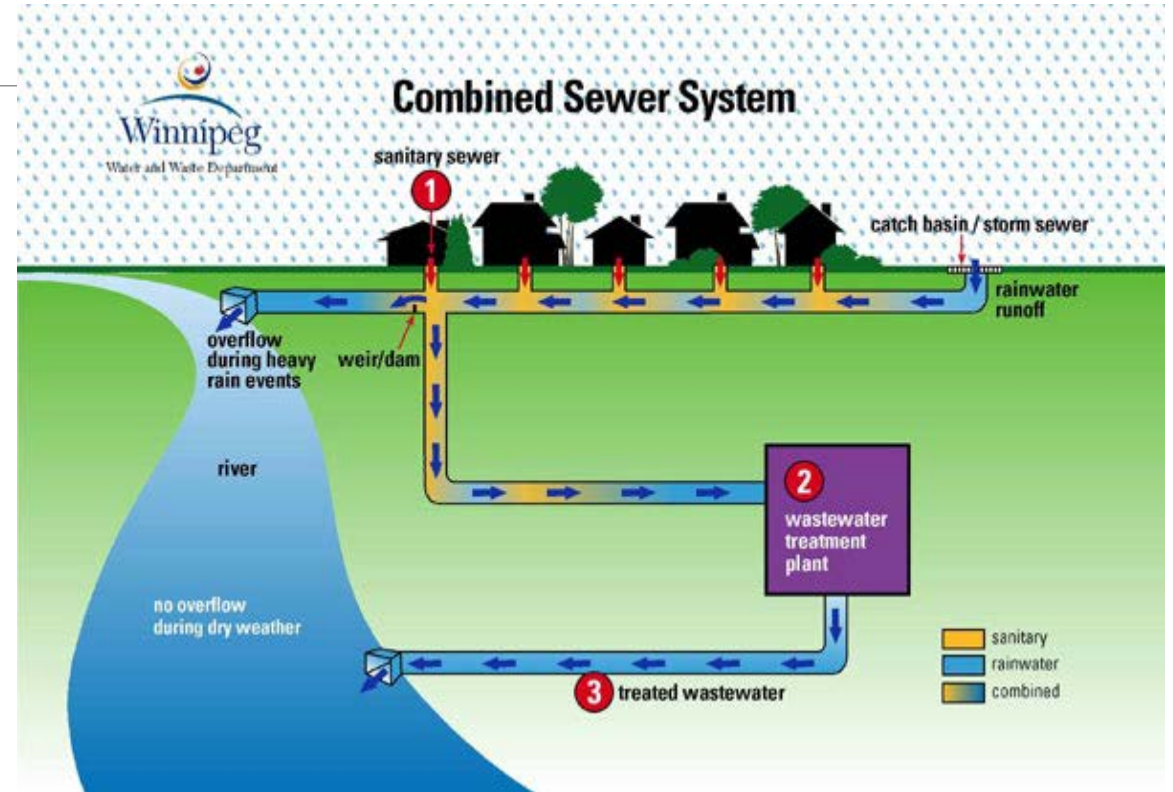 Combined Sewer System
Winnipeg
Water and Waste Department
sanitary sewer
1
catch basin / storm sewer
rainwater
runoff
overflow
during heavy
rain events
weir/dam
river
2
wastewater
treatment
plant
no overflow
during dry weather
sanitary
rainwater
combined
3 treated wastewater